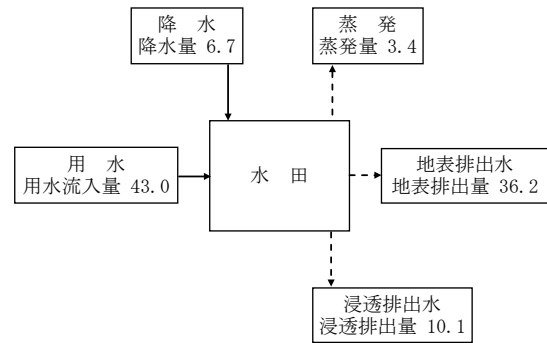 降　水
降水量 6.7
蒸　発
蒸発量 3.4
用　水
用水流入量 43.0
水　田
地表排出水
地表排出量 36.2
浸透排出水
浸透排出量 10.1